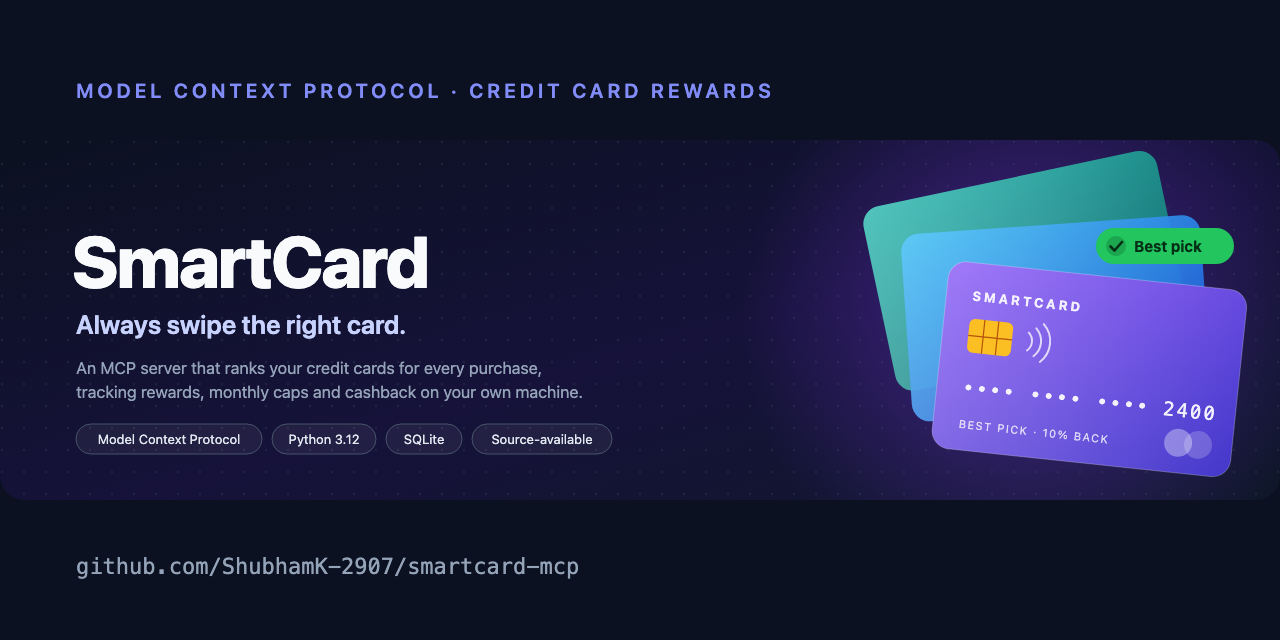 MODEL CONTEXT PROTOCOL · CREDIT CARD REWARDS
SmartCard
Always swipe the right card.
An MCP server that ranks your credit cards for every purchase,
tracking rewards, monthly caps and cashback on your own machine.
Model Context Protocol
Python 3.12
SQLite
Source-available
Best pick
SMARTCARD
•••• •••• •••• 2400
BEST PICK · 10% BACK
github.com/ShubhamK-2907/smartcard-mcp